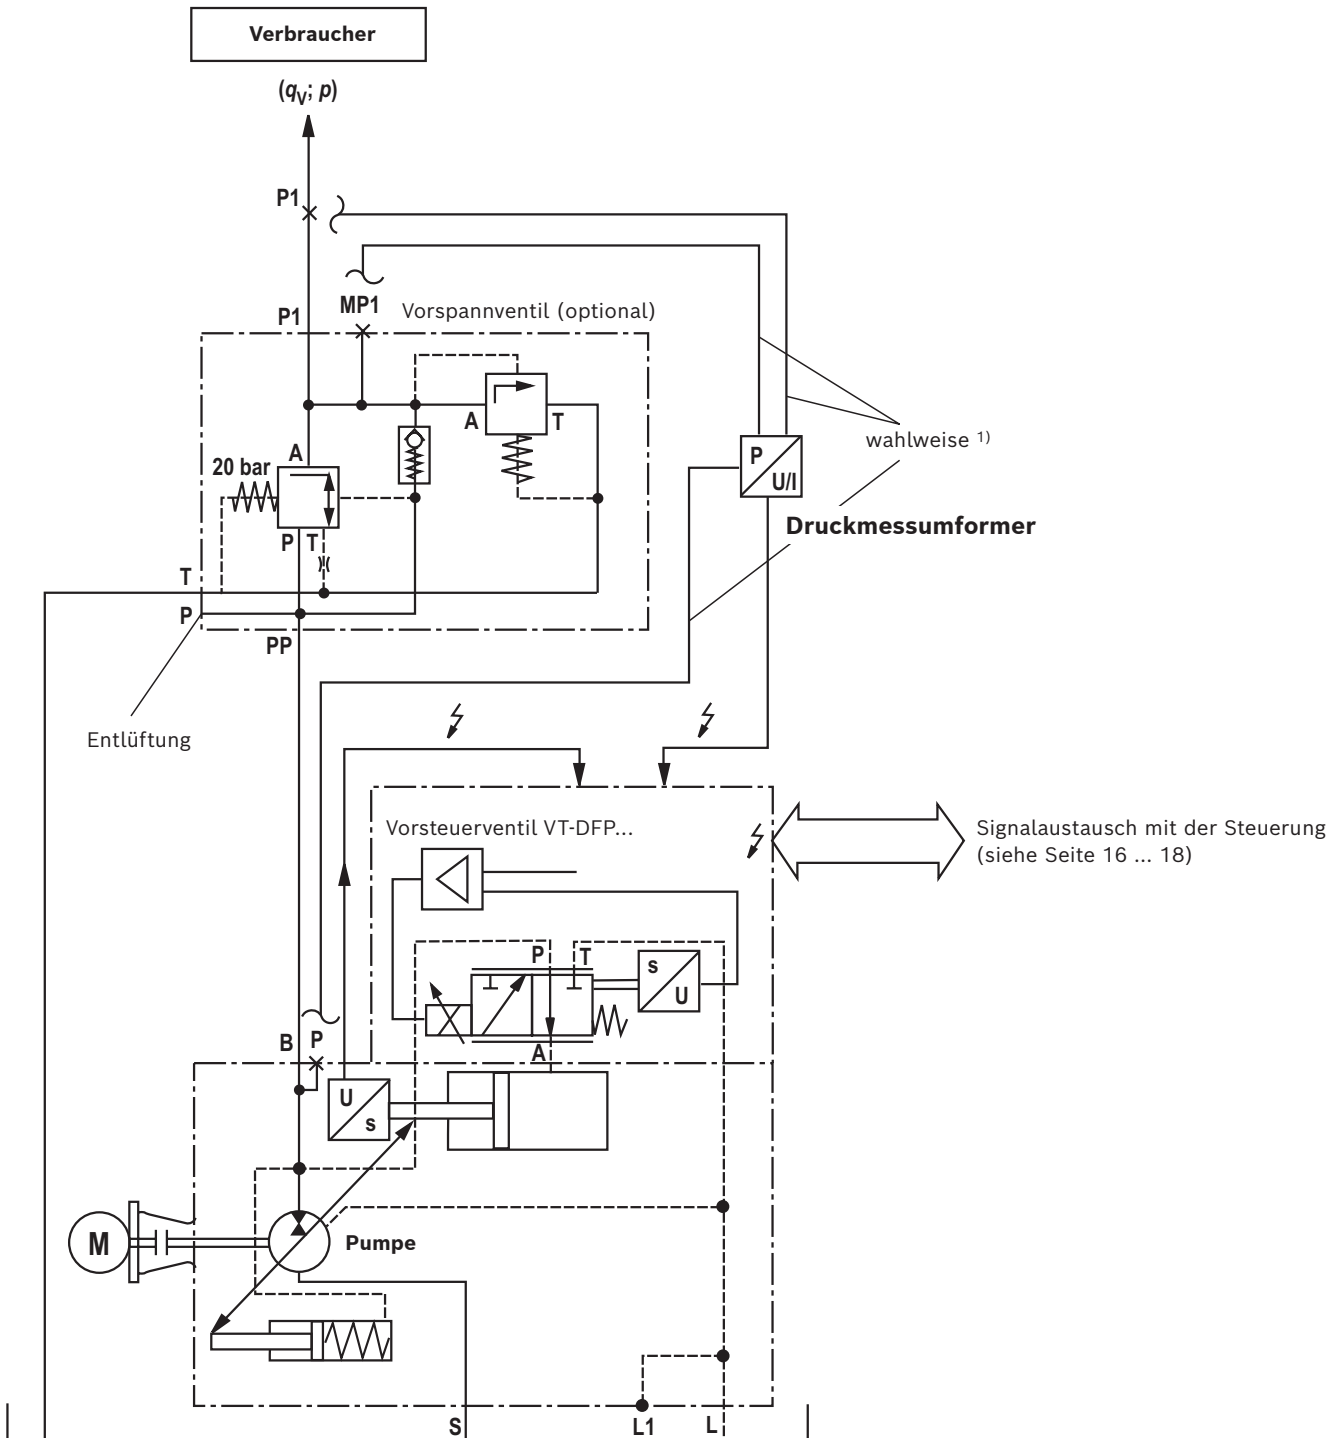 Verbraucher
(qV; p)
P1
MP1
P1
Vorspannventil (optional)
A
T
A
20 bar
P T
T
P
PP
P
U/I
wahlweise 1)
Druckmessumformer
Entlüftung
Vorsteuerventil VT-DFP...
Signalaustausch mit der Steuerung
(siehe Seite 16 ... 18)
P T
s
U
A
B P
U
s
M
Pumpe
S
L1
L